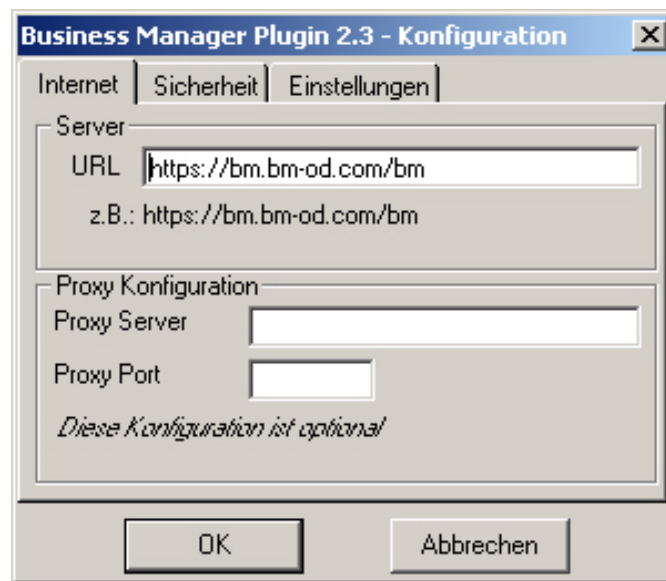 Business Manager Plugin 2.3 - Konfiguration
Internet Sicherheit Einstellungen
Server
URL https://bm.bm-od.com/bm
z.B.: https://bm.bm-od.com/bm
Proxy Konfiguration
Proxy Server
Proxy Port
Diese Konfiguration ist optional
OK Abbrechen